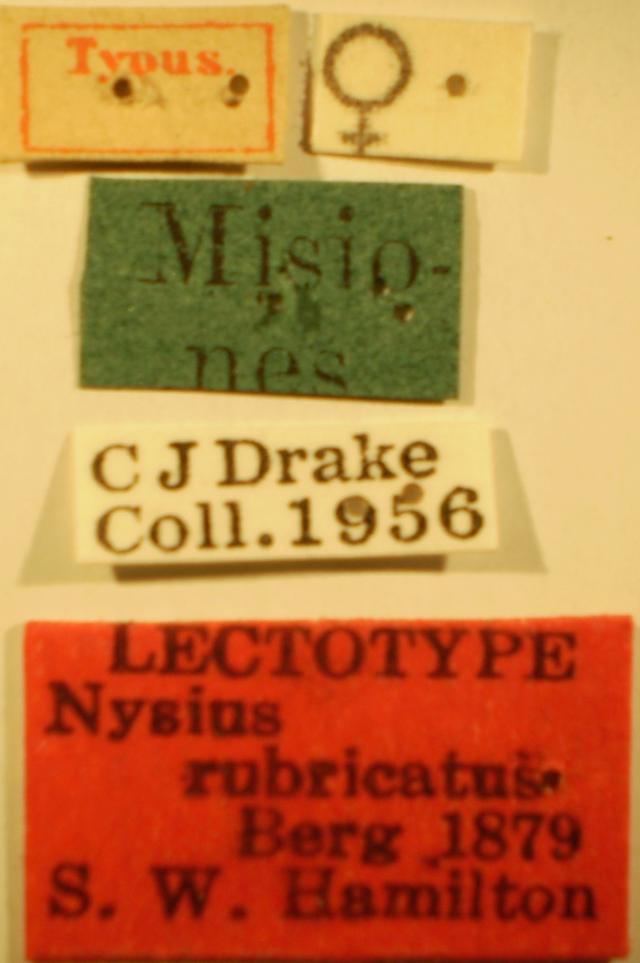 Typus.
♀
Misio-
nes
C J Drake
Coll. 1956
LECTOTYPE
Nysius
rubricatus
Berg 1879
S. W. Hamilton